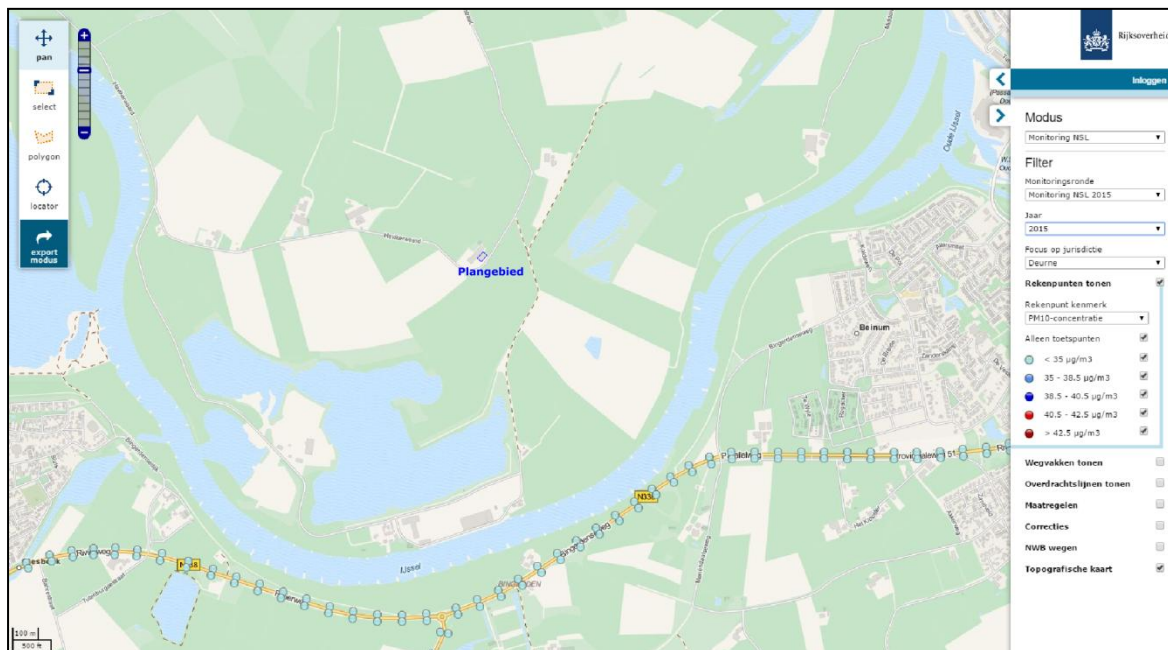 pan
select
polygon
locator
export
modus
Plangebied
Beinum
N317
N348
IJssel
Oude IJssel
100 m
500 ft
Rijksoverheid
Inloggen
Modus
Monitoring NSL
Filter
Monitoringsronde
Monitoring NSL 2015
Jaar
2015
Focus op jurisdictie
Deurne
Rekenpunten tonen
Rekenpunt kenmerk
PM10-concentratie
Alleen toetspunten
< 35 µg/m3
35 - 38.5 µg/m3
38.5 - 40.5 µg/m3
40.5 - 42.5 µg/m3
> 42.5 µg/m3
Wegvakken tonen
Overdrachtslijnen tonen
Maatregelen
Correcties
NWB wegen
Topografische kaart